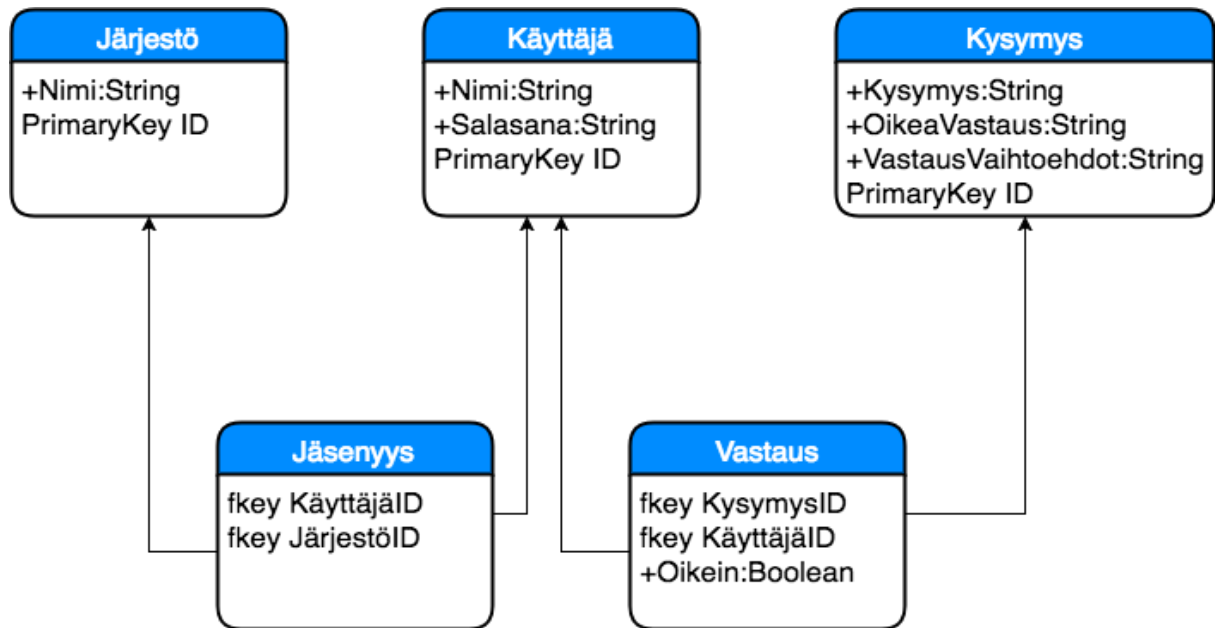 Järjestö
+Nimi:String
PrimaryKey ID
Käyttäjä
+Nimi:String
+Salasana:String
PrimaryKey ID
Kysymys
+Kysymys:String
+OikeaVastaus:String
+VastausVaihtoehdot:String
PrimaryKey ID
Jäsenyys
fkey KäyttäjäID
fkey JärjestöID
Vastaus
fkey KysymysID
fkey KäyttäjäID
+Oikein:Boolean